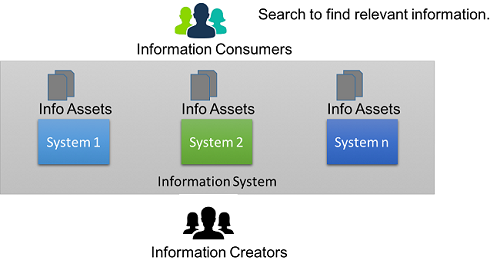 Search to find relevant information.
Information Consumers
Info Assets Info Assets Info Assets
System 1 System 2 System n
Information System
Information Creators